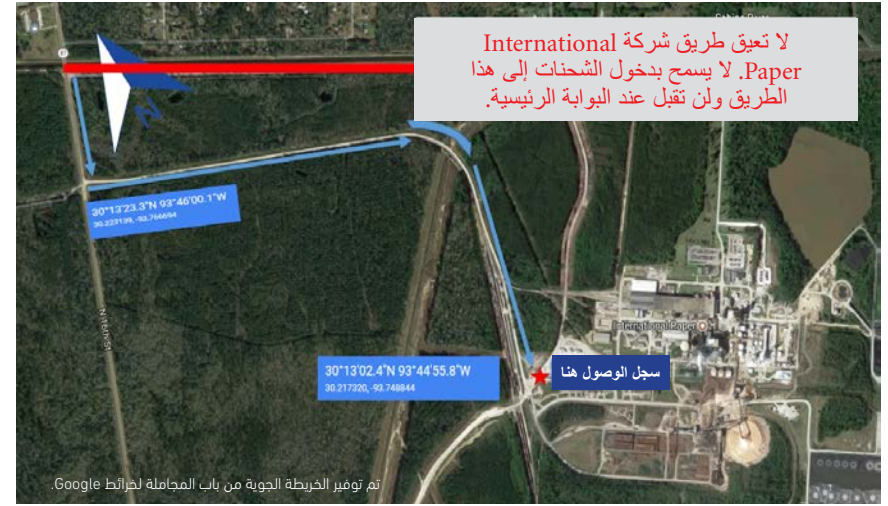 Sabine River
لا تعيق طريق شركة International
Paper. لا يسمح بدخول الشحنات إلى هذا
الطريق ولن تقبل عند البوابة الرئيسية.
87
N
30°13'23.3"N 93°46'00.1"W
30.223139, -93.766694
N 16th St
International Paper
30°13'02.4"N 93°44'55.8"W
30.217320, -93.748844
سجل الوصول هنا
تم توفير الخريطة الجوية من باب المجاملة لخرائط Google.